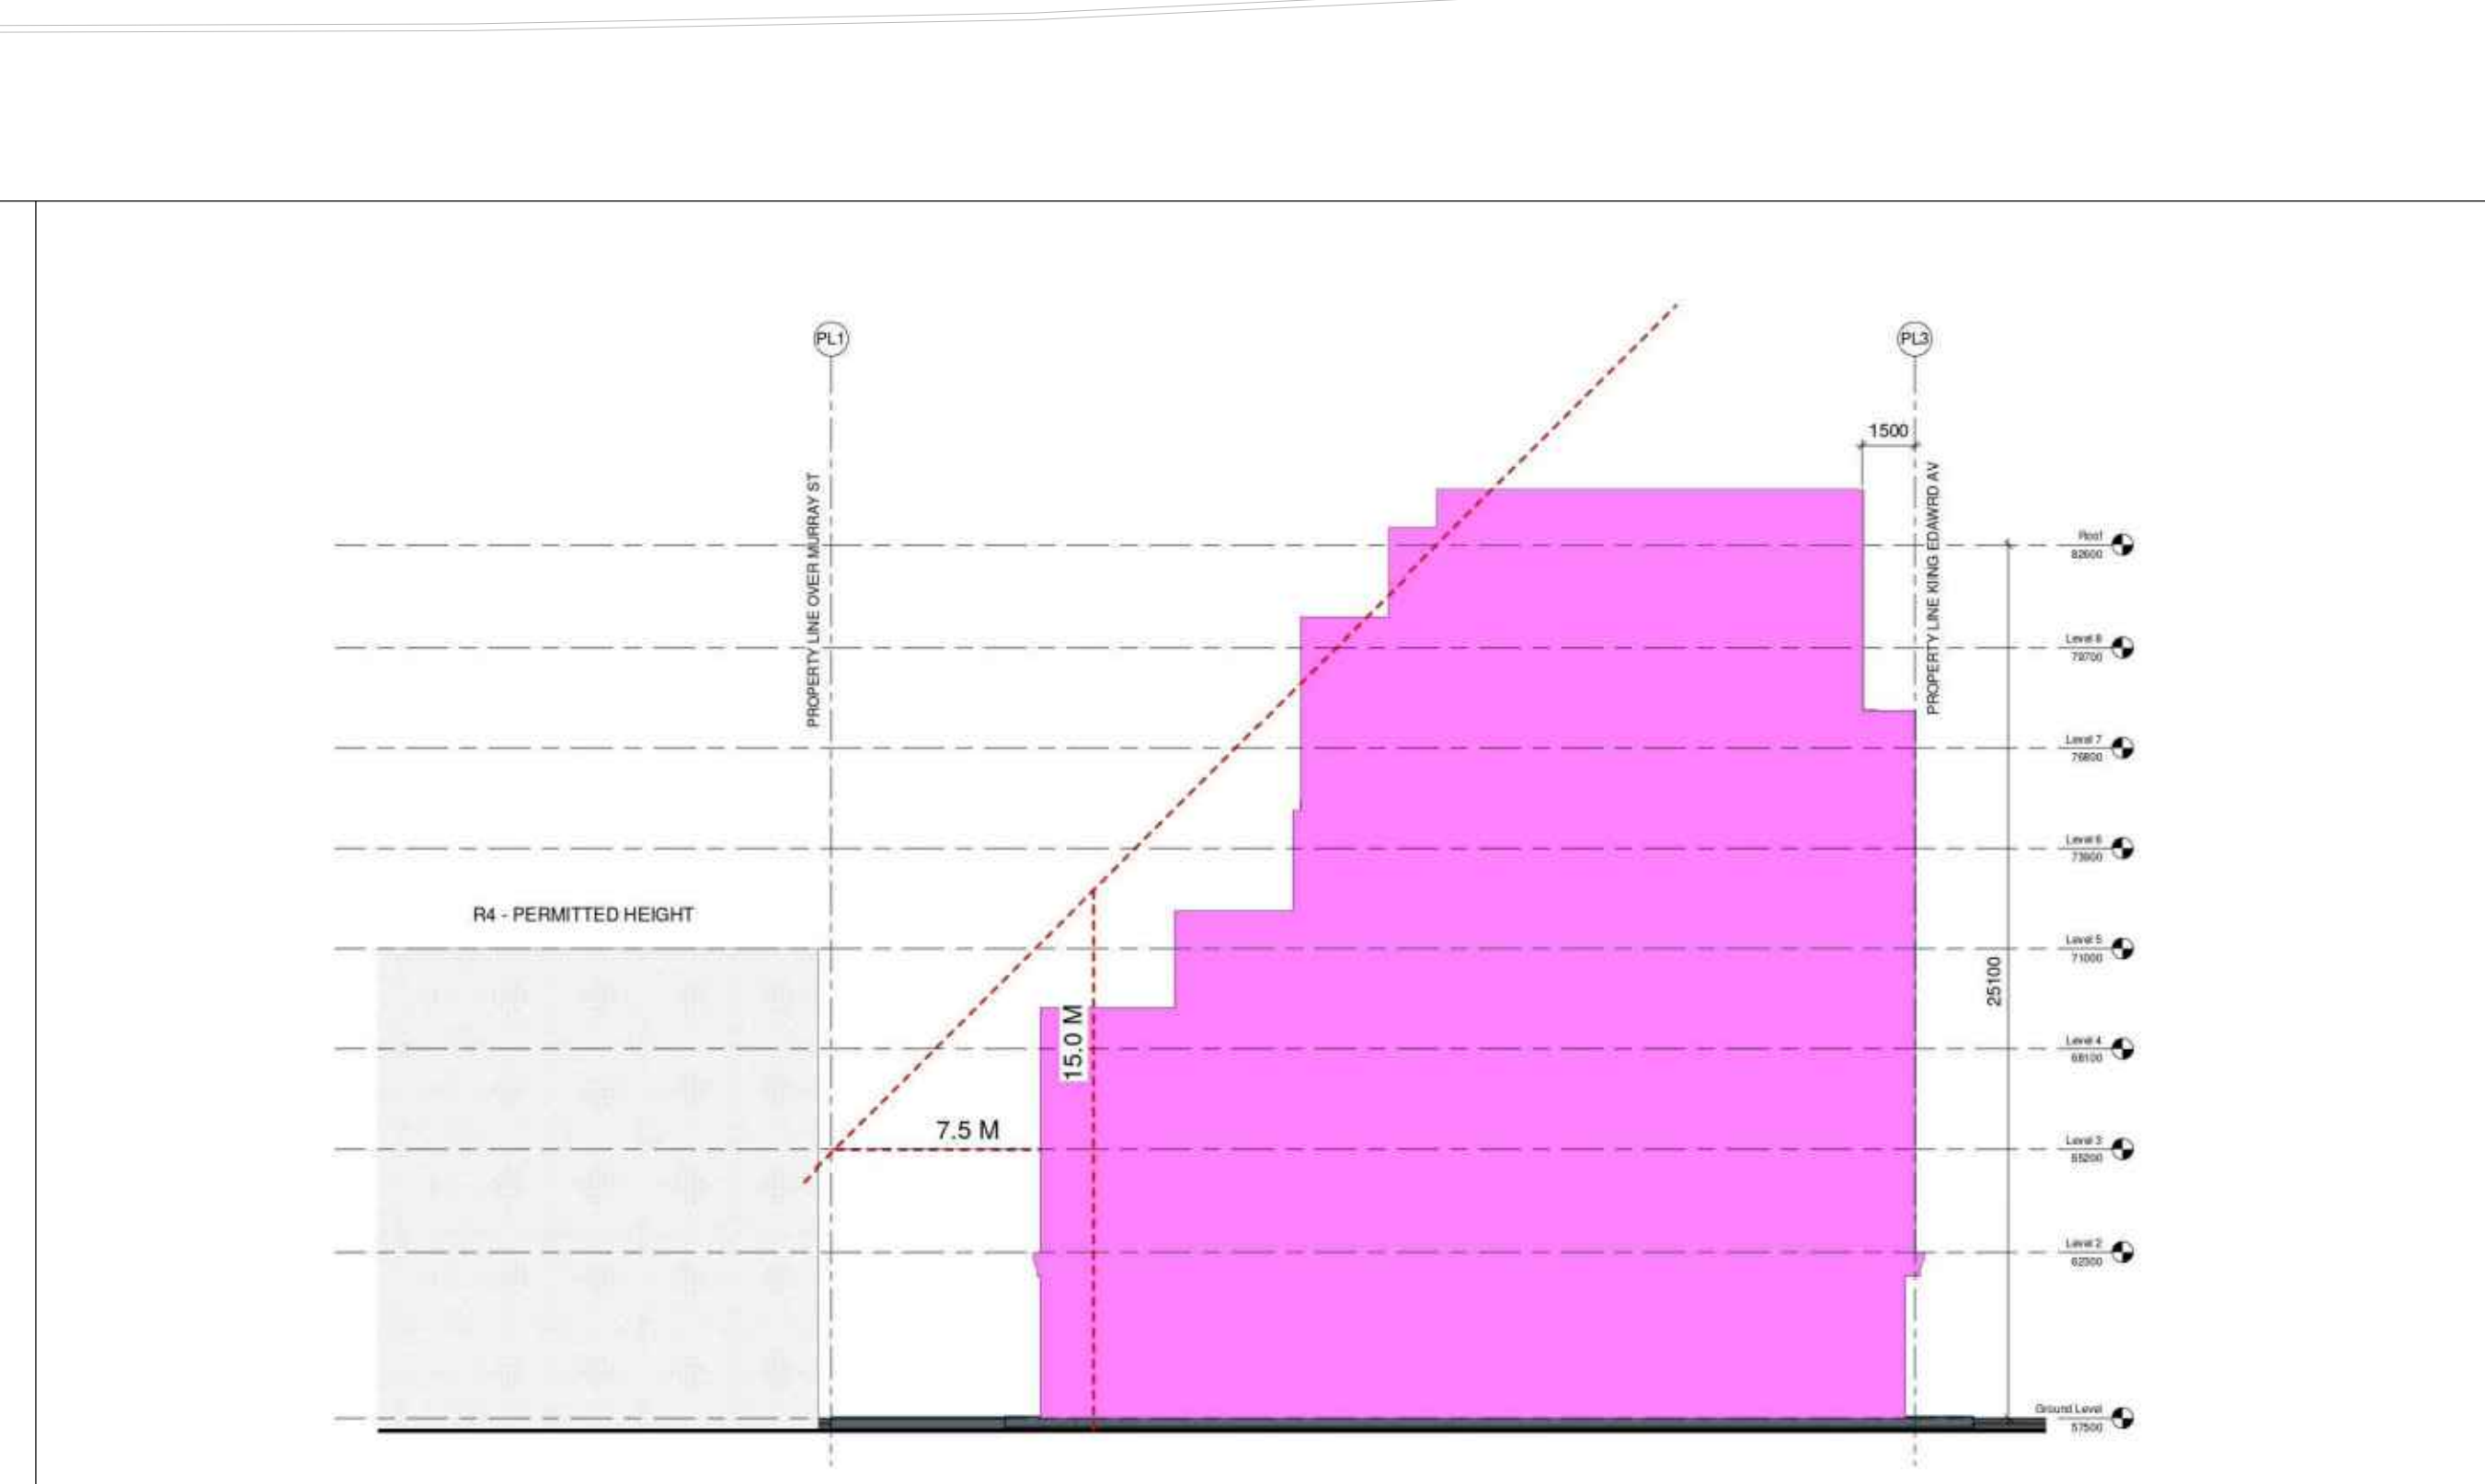 PL1
PL3
1500
PROPERTY LINE OVER MURRAY ST
PROPERTY LINE KIING EDAWRD AV
Roof
82600
Level 8
79700
Level 7
76800
Level 6
73900
R4 - PERMITTED HEIGHT
Level 5
71000
25100
15.0 M
Level 4
68100
7.5 M
Level 3
65200
Level 2
62300
Ground Level
57500